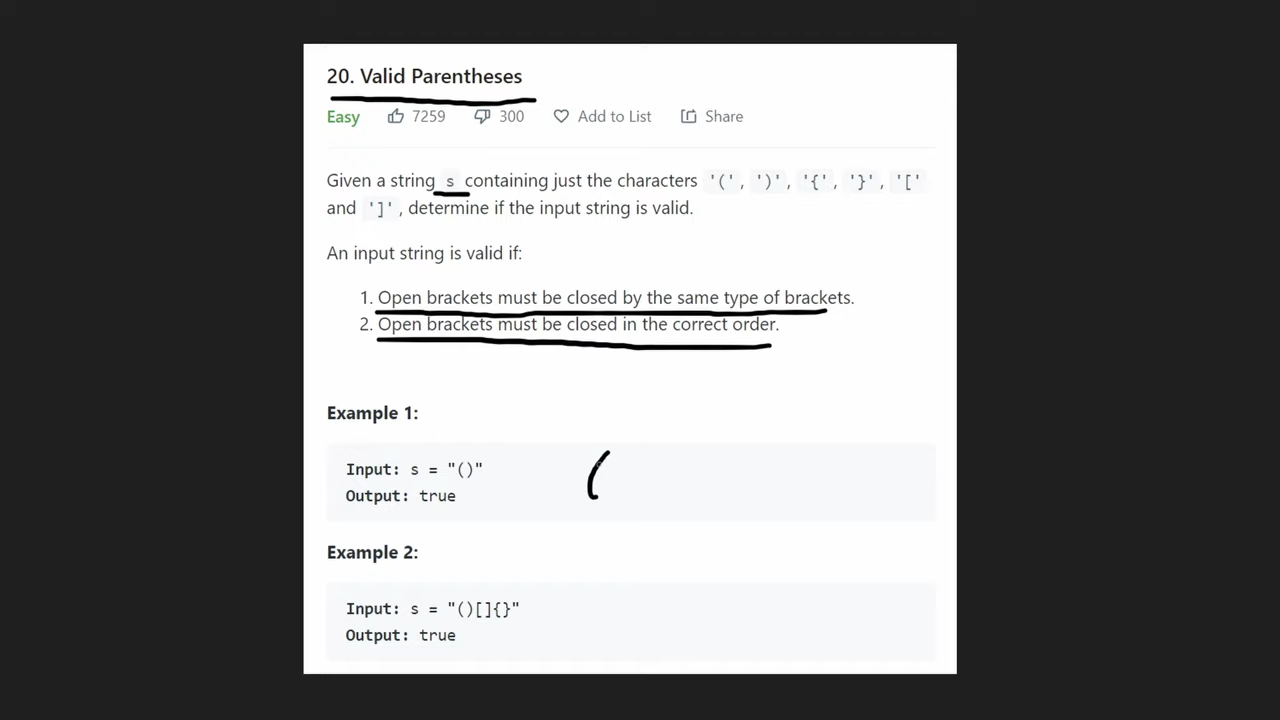 20. Valid Parentheses
Easy 7259 300 Add to List Share
Given a string s containing just the characters '(', ')', '{', '}', '['
and ']', determine if the input string is valid.
An input string is valid if:
1. Open brackets must be closed by the same type of brackets.
2. Open brackets must be closed in the correct order.
Example 1:
Input: s = "()"
Output: true
(
Example 2:
Input: s = "()[]{}"
Output: true